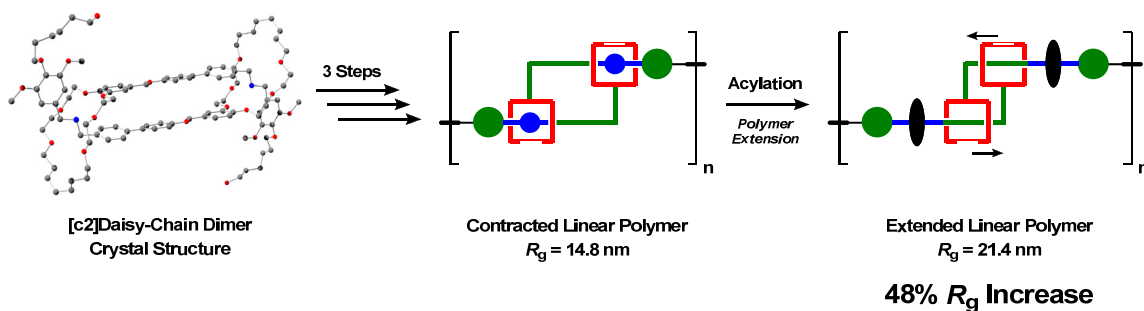 3 Steps
Acylation
Polymer
Extension
n
n
[c2]Daisy-Chain Dimer
Crystal Structure
Contracted Linear Polymer
Rg = 14.8 nm
Extended Linear Polymer
Rg = 21.4 nm
48% Rg Increase